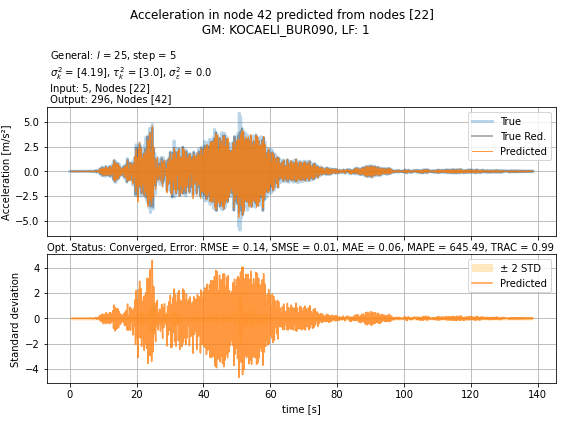 Acceleration in node 42 predicted from nodes [22]
GM: KOCAELI_BUR090, LF: 1
General: l = 25, step = 5
σ²ₖ = [4.19], τ²ₖ = [3.0], σ²ε = 0.0
Input: 5, Nodes [22]
Output: 296, Nodes [42]
Acceleration [m/s²]
5.0
2.5
0.0
−2.5
−5.0
True
True Red.
Predicted
Opt. Status: Converged, Error: RMSE = 0.14, SMSE = 0.01, MAE = 0.06, MAPE = 645.49, TRAC = 0.99
Standard deviation
4
2
0
−2
−4
± 2 STD
Predicted
0 20 40 60 80 100 120 140
time [s]